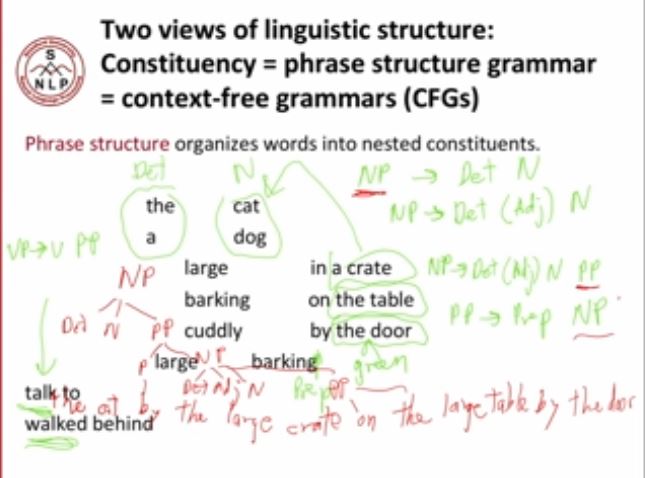 Two views of linguistic structure:
Constituency = phrase structure grammar
= context-free grammars (CFGs)
S
NLP
Phrase structure organizes words into nested constituents.
Det N NP → Det N
the cat NP → Det (Adj) N
a dog
VP → V PP
NP large in a crate NP → Det (Adj) N PP
barking on the table PP → Prep NP
Det N PP cuddly by the door
P large NP barking green
talk to Det Adj N Prep PP
the cat by the large crate on the large table by the door
walked behind